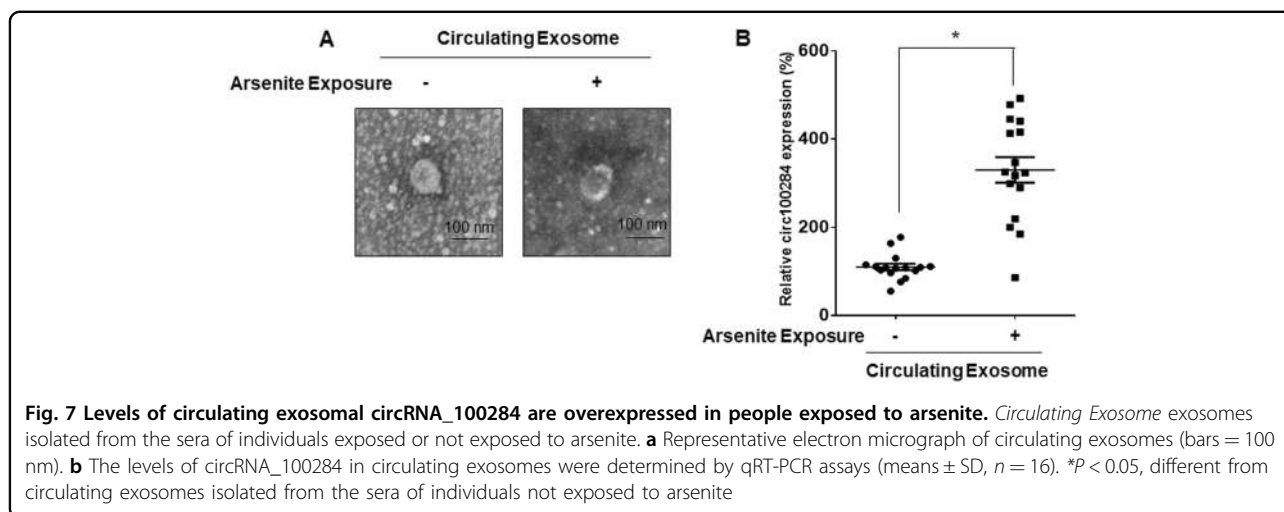 A
Circulating Exosome
Arsenite Exposure - +
100 nm 100 nm
B
*
Relative circ100284 expression (%)
600
400
200
0
Arsenite Exposure - +
Circulating Exosome
Fig. 7 Levels of circulating exosomal circRNA_100284 are overexpressed in people exposed to arsenite. Circulating Exosome exosomes
isolated from the sera of individuals exposed or not exposed to arsenite. a Representative electron micrograph of circulating exosomes (bars = 100
nm). b The levels of circRNA_100284 in circulating exosomes were determined by qRT-PCR assays (means ± SD, n = 16). *P < 0.05, different from
circulating exosomes isolated from the sera of individuals not exposed to arsenite